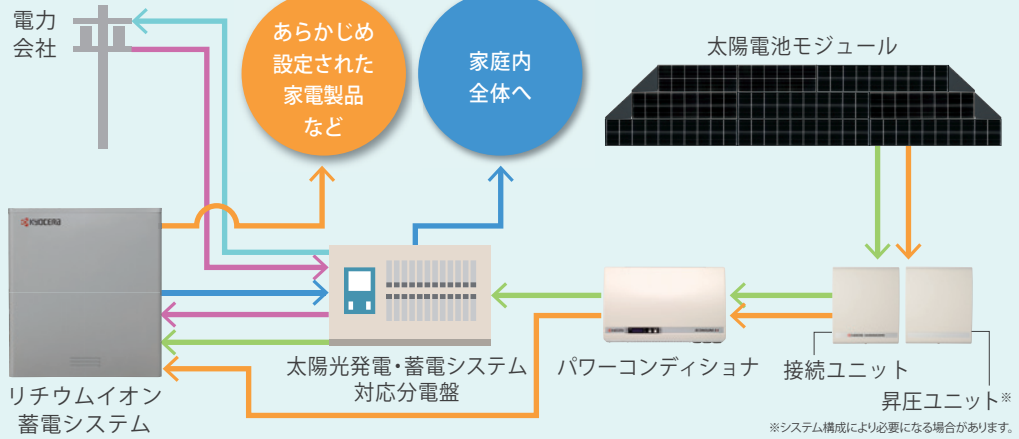 電力
会社
あらかじめ
設定された
家電製品
など
家庭内
全体へ
太陽電池モジュール
KYOCERA
リチウムイオン
蓄電システム
太陽光発電・蓄電システム
対応分電盤
パワーコンディショナ
接続ユニット
昇圧ユニット※
※システム構成により必要になる場合があります。